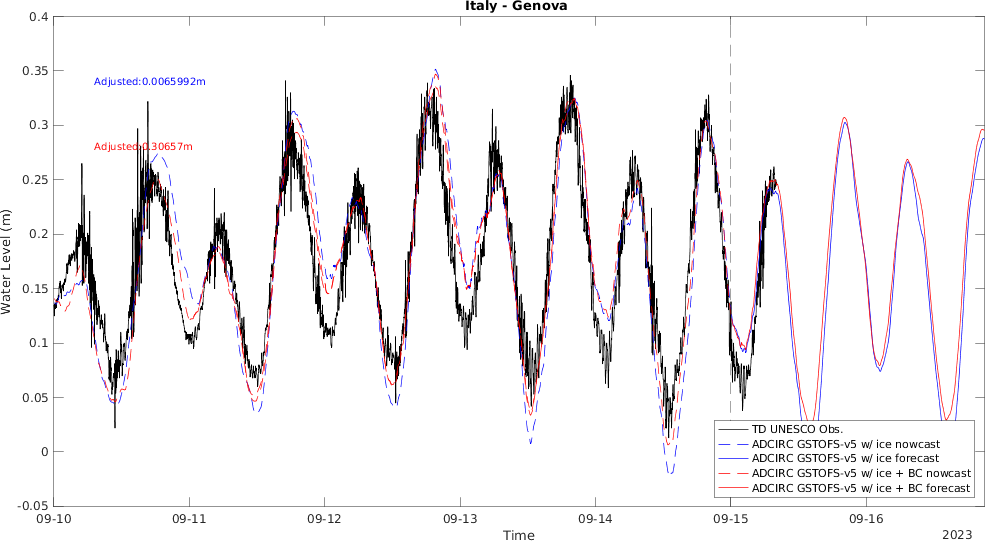 Italy - Genova
0.4
0.35
0.3
0.25
0.2
0.15
0.1
0.05
0
-0.05
Water Level (m)
Adjusted:0.0065992m
Adjusted:0.30657m
TD UNESCO Obs.
ADCIRC GSTOFS-v5 w/ ice nowcast
ADCIRC GSTOFS-v5 w/ ice forecast
ADCIRC GSTOFS-v5 w/ ice + BC nowcast
ADCIRC GSTOFS-v5 w/ ice + BC forecast
09-10 09-11 09-12 09-13 09-14 09-15 09-16
Time
2023